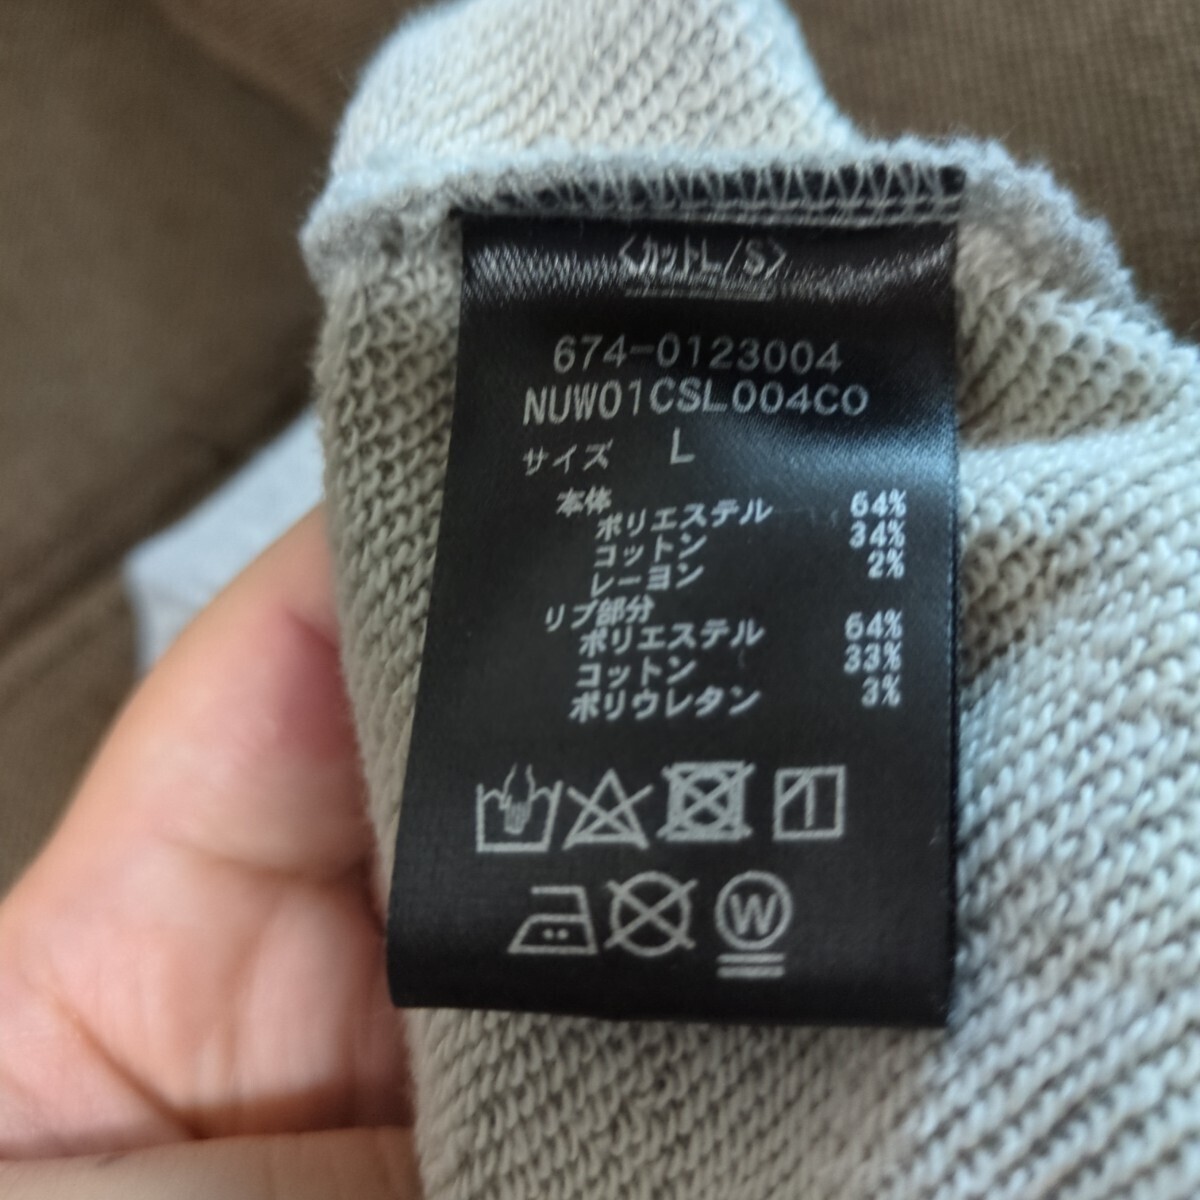 <カットL/S>
674-0123004
NUW01CSL004CO
サイズ L
本体
ポリエステル 64%
コットン 34%
レーヨン 2%
リブ部分
ポリエステル 64%
コットン 33%
ポリウレタン 3%
W